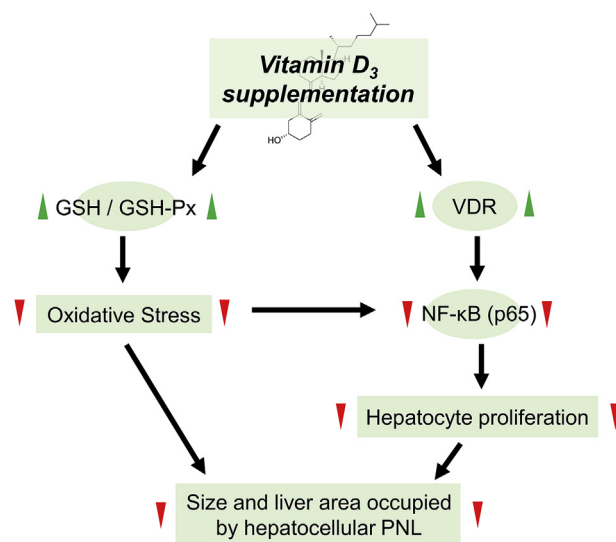 Vitamin D₃
supplementation
H
H
HO
GSH / GSH-Px
VDR
Oxidative Stress
NF-κB (p65)
Hepatocyte proliferation
Size and liver area occupied
by hepatocellular PNL